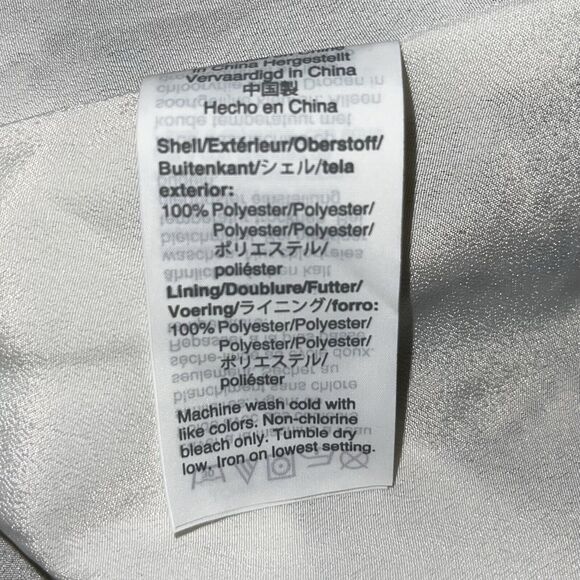 in China Hergestellt
Vervaardigd in China
中国製
Hecho en China
Shell/Extérieur/Oberstoff/
Buitenkant/シェル/tela
exterior:
100% Polyester/Polyester/
Polyester/Polyester/
ポリエステル/
poliéster
Lining/Doublure/Futter/
Voering/ライニング/forro:
100% Polyester/Polyester/
Polyester/Polyester/
ポリエステル/
poliéster
Machine wash cold with
like colors. Non-chlorine
bleach only. Tumble dry
low. Iron on lowest setting.